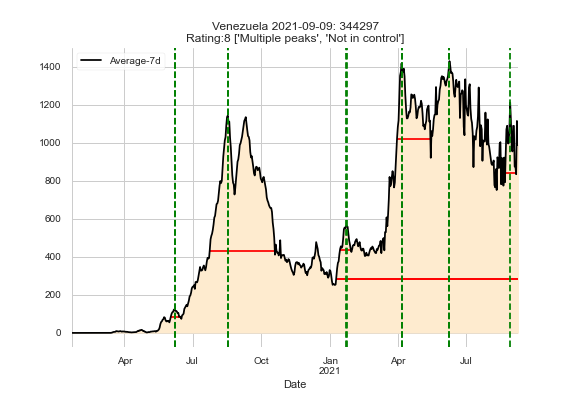 Venezuela 2021-09-09: 344297
Rating:8 ['Multiple peaks', 'Not in control']
Average-7d
1400
1200
1000
800
600
400
200
0
Apr
Jul
Oct
Jan
2021
Apr
Jul
Date